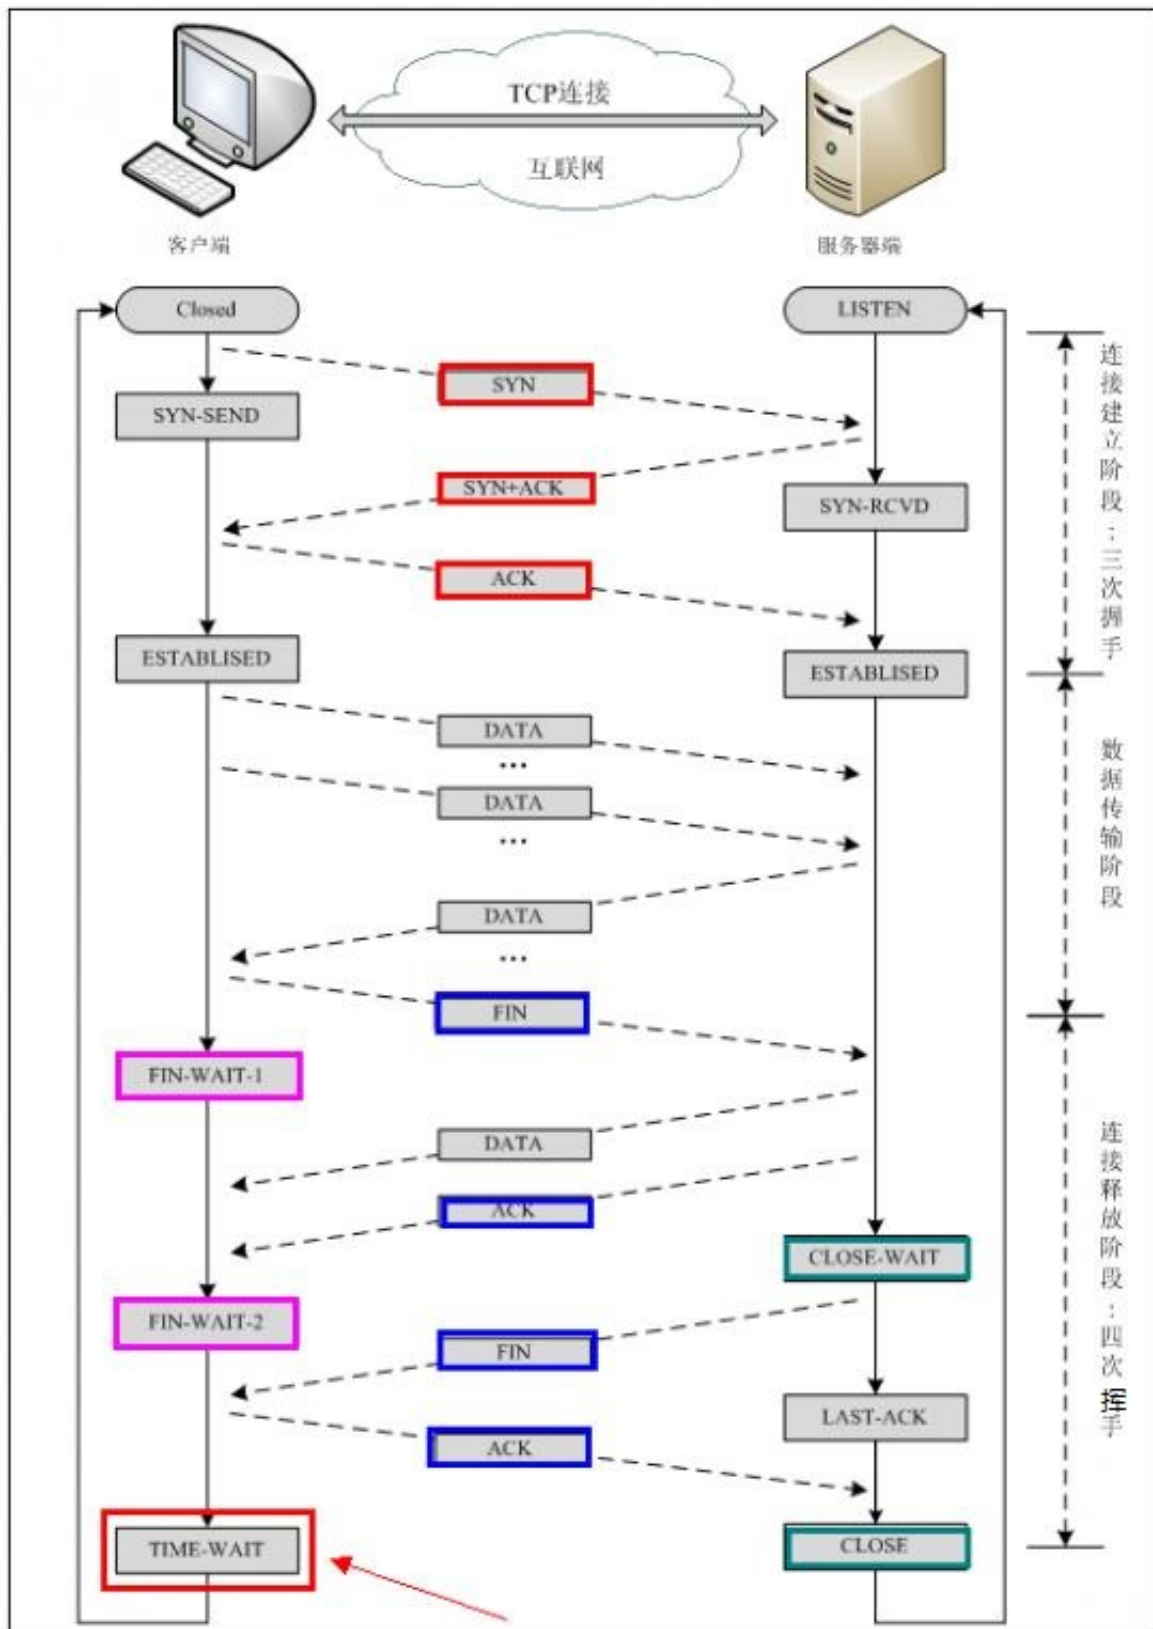 TCP连接
互联网
客户端
服务器端
Closed
LISTEN
SYN
SYN-SEND
SYN+ACK
SYN-RCVD
ACK
ESTABLISED
ESTABLISED
连接建立阶段：三次握手
DATA
...
DATA
...
DATA
...
数据传输阶段
FIN
FIN-WAIT-1
DATA
ACK
CLOSE-WAIT
FIN-WAIT-2
FIN
LAST-ACK
ACK
TIME-WAIT
CLOSE
连接释放阶段：四次挥手